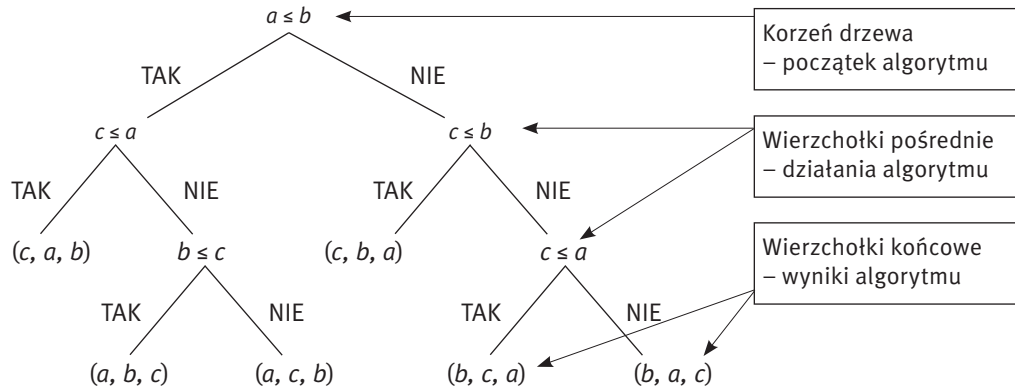 a ≤ b
Korzeń drzewa
– początek algorytmu
TAK NIE
c ≤ a c ≤ b
Wierzchołki pośrednie
– działania algorytmu
TAK NIE TAK NIE
(c, a, b) b ≤ c (c, b, a) c ≤ a
Wierzchołki końcowe
– wyniki algorytmu
TAK NIE TAK NIE
(a, b, c) (a, c, b) (b, c, a) (b, a, c)